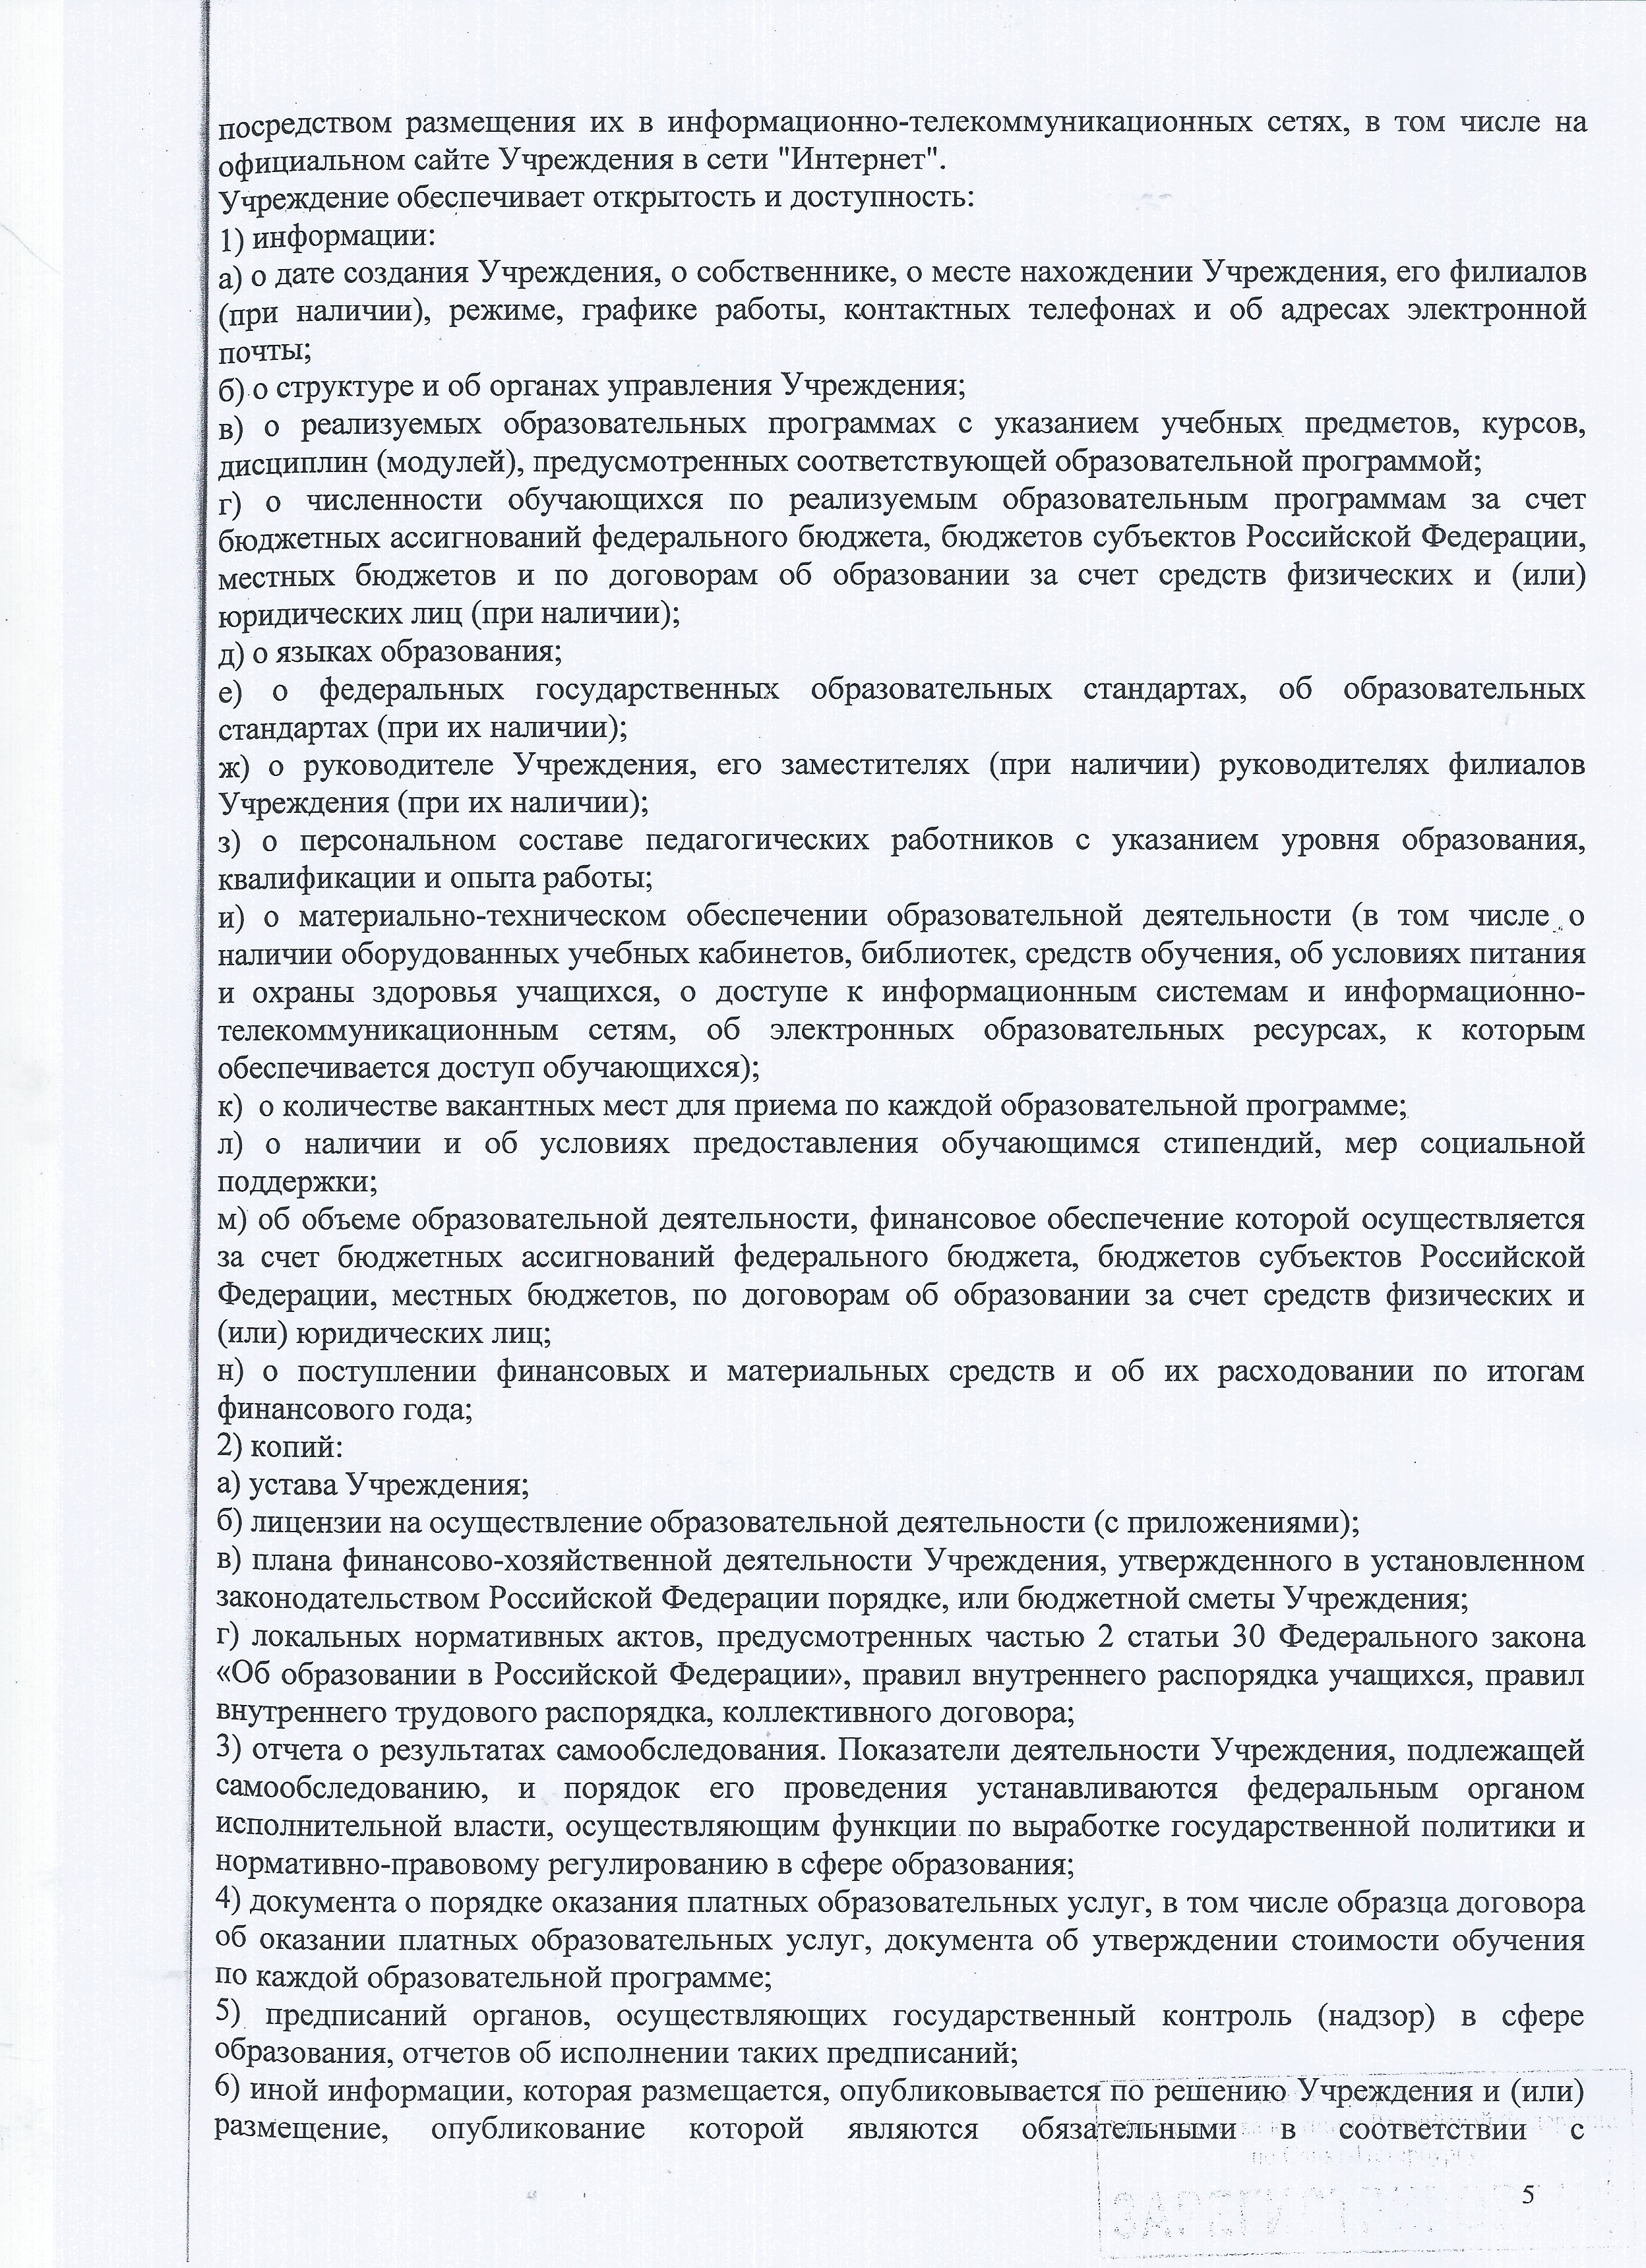 посредством размещения их в информационно-телекоммуникационных сетях, в том числе на
официальном сайте Учреждения в сети "Интернет".
Учреждение обеспечивает открытость и доступность:
1) информации:
а) о дате создания Учреждения, о собственнике, о месте нахождении Учреждения, его филиалов
(при наличии), режиме, графике работы, контактных телефонах и об адресах электронной
почты;
б) о структуре и об органах управления Учреждения;
в) о реализуемых образовательных программах с указанием учебных предметов, курсов,
дисциплин (модулей), предусмотренных соответствующей образовательной программой;
г) о численности обучающихся по реализуемым образовательным программам за счет
бюджетных ассигнований федерального бюджета, бюджетов субъектов Российской Федерации,
местных бюджетов и по договорам об образовании за счет средств физических и (или)
юридических лиц (при наличии);
д) о языках образования;
е) о федеральных государственных образовательных стандартах, об образовательных
стандартах (при их наличии);
ж) о руководителе Учреждения, его заместителях (при наличии) руководителях филиалов
Учреждения (при их наличии);
з) о персональном составе педагогических работников с указанием уровня образования,
квалификации и опыта работы;
и) о материально-техническом обеспечении образовательной деятельности (в том числе о
наличии оборудованных учебных кабинетов, библиотек, средств обучения, об условиях питания
и охраны здоровья учащихся, о доступе к информационным системам и информационно-
телекоммуникационным сетям, об электронных образовательных ресурсах, к которым
обеспечивается доступ обучающихся);
к) о количестве вакантных мест для приема по каждой образовательной программе;
л) о наличии и об условиях предоставления обучающимся стипендий, мер социальной
поддержки;
м) об объеме образовательной деятельности, финансовое обеспечение которой осуществляется
за счет бюджетных ассигнований федерального бюджета, бюджетов субъектов Российской
Федерации, местных бюджетов, по договорам об образовании за счет средств физических и
(или) юридических лиц;
н) о поступлении финансовых и материальных средств и об их расходовании по итогам
финансового года;
2) копий:
а) устава Учреждения;
б) лицензии на осуществление образовательной деятельности (с приложениями);
в) плана финансово-хозяйственной деятельности Учреждения, утвержденного в установленном
законодательством Российской Федерации порядке, или бюджетной сметы Учреждения;
г) локальных нормативных актов, предусмотренных частью 2 статьи 30 Федерального закона
«Об образовании в Российской Федерации», правил внутреннего распорядка учащихся, правил
внутреннего трудового распорядка, коллективного договора;
3) отчета о результатах самообследования. Показатели деятельности Учреждения, подлежащей
самообследованию, и порядок его проведения устанавливаются федеральным органом
исполнительной власти, осуществляющим функции по выработке государственной политики и
нормативно-правовому регулированию в сфере образования;
4) документа о порядке оказания платных образовательных услуг, в том числе образца договора
об оказании платных образовательных услуг, документа об утверждении стоимости обучения
по каждой образовательной программе;
5) предписаний органов, осуществляющих государственный контроль (надзор) в сфере
образования, отчетов об исполнении таких предписаний;
6) иной информации, которая размещается, опубликовывается по решению Учреждения и (или)
размещение, опубликование которой являются обязательными в соответствии с
5